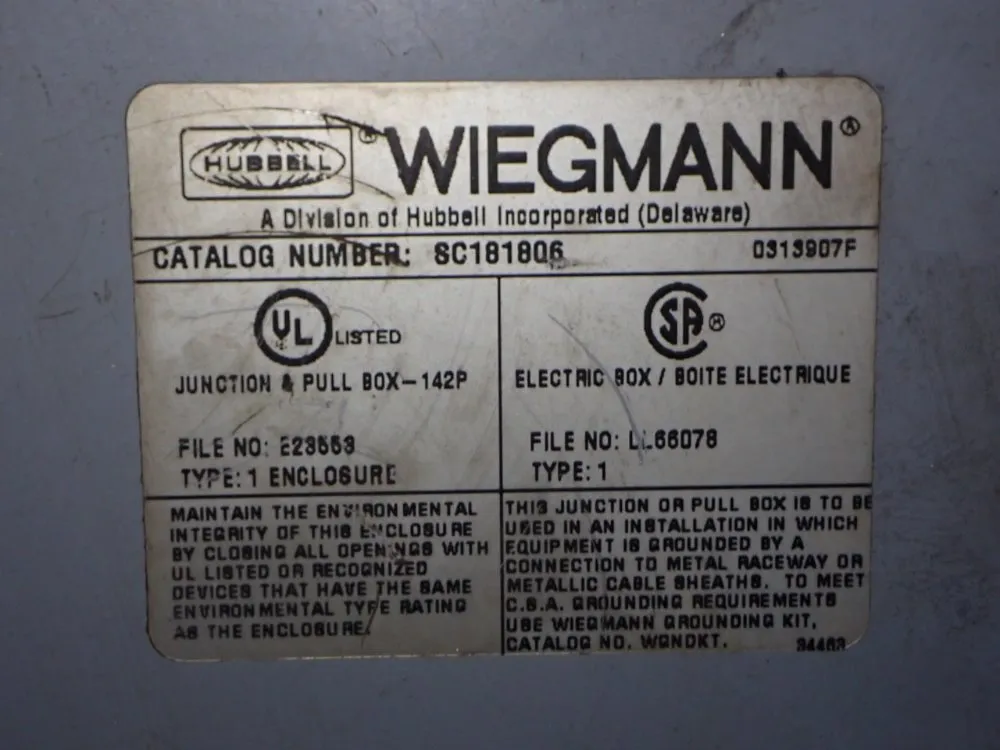 HUBBELL® WIEGMANN®
A Division of Hubbell Incorporated (Delaware)
CATALOG NUMBER: SC181806 0313907F
UL LISTED
JUNCTION & PULL BOX-142P
FILE NO: E23553
TYPE: 1 ENCLOSURE
MAINTAIN THE ENVIRONMENTAL
INTEGRITY OF THIS ENCLOSURE
BY CLOSING ALL OPENINGS WITH
UL LISTED OR RECOGNIZED
DEVICES THAT HAVE THE SAME
ENVIRONMENTAL TYPE RATING
AS THE ENCLOSURE.
SA®
ELECTRIC BOX / BOITE ELECTRIQUE
FILE NO: LL66078
TYPE: 1
THIS JUNCTION OR PULL BOX IS TO BE
USED IN AN INSTALLATION IN WHICH
EQUIPMENT IS GROUNDED BY A
CONNECTION TO METAL RACEWAY OR
METALLIC CABLE SHEATHS. TO MEET
C.S.A. GROUNDING REQUIREMENTS
USE WIEGMANN GROUNDING KIT,
CATALOG NO. WGNDKT. 34463